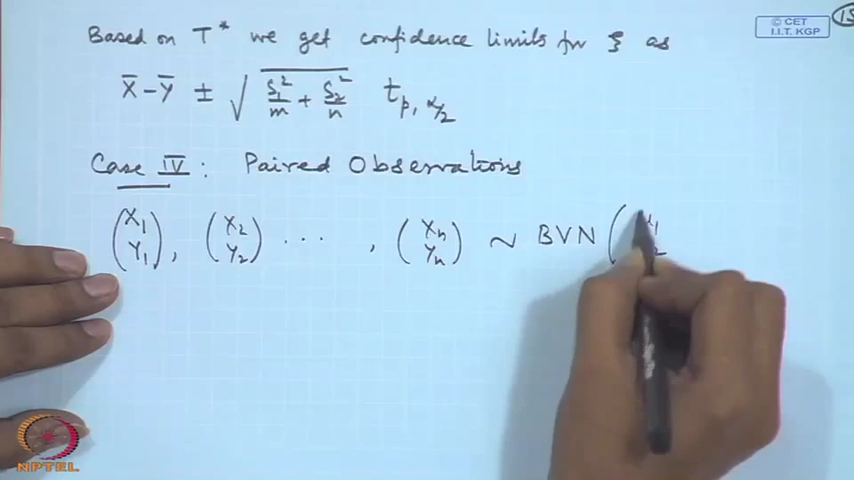 Based on T* we get confidence limits for ξ as
© CET
I.I.T. KGP
X̄ - Ȳ ± √(S₁²/m + S₂²/n) t_{p, α/2}
Case IV : Paired Observations
(X₁ Y₁), (X₂ Y₂) ... , (Xₙ Yₙ) ~ BVN (
NPTEL